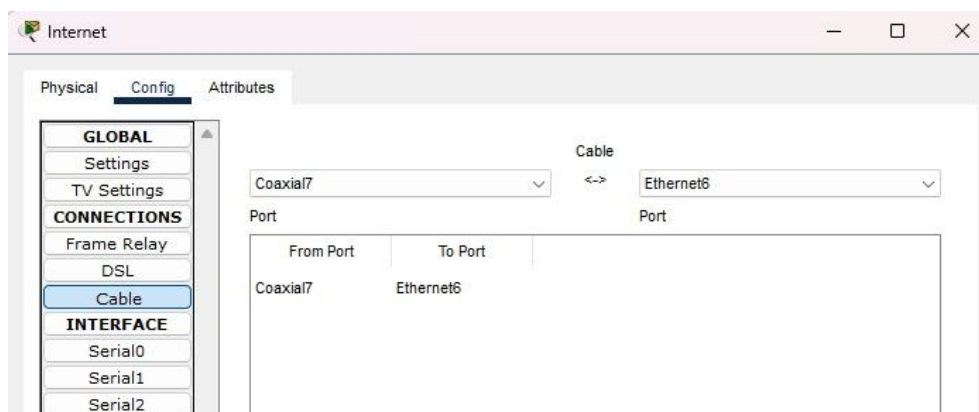 Internet
Physical Config Attributes
GLOBAL
Settings
TV Settings
CONNECTIONS
Frame Relay
DSL
Cable
INTERFACE
Serial0
Serial1
Serial2
Cable
Coaxial7 <-> Ethernet6
Port Port
From Port To Port
Coaxial7 Ethernet6